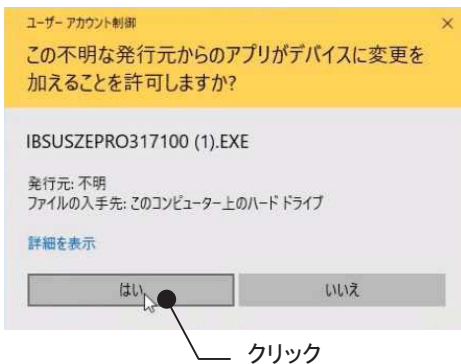 ユーザー アカウント制御
この不明な発行元からのアプリがデバイスに変更を
加えることを許可しますか?
IBSUSZEPRO317100 (1).EXE
発行元: 不明
ファイルの入手先: このコンピューター上のハード ドライブ
詳細を表示
はい
いいえ
クリック